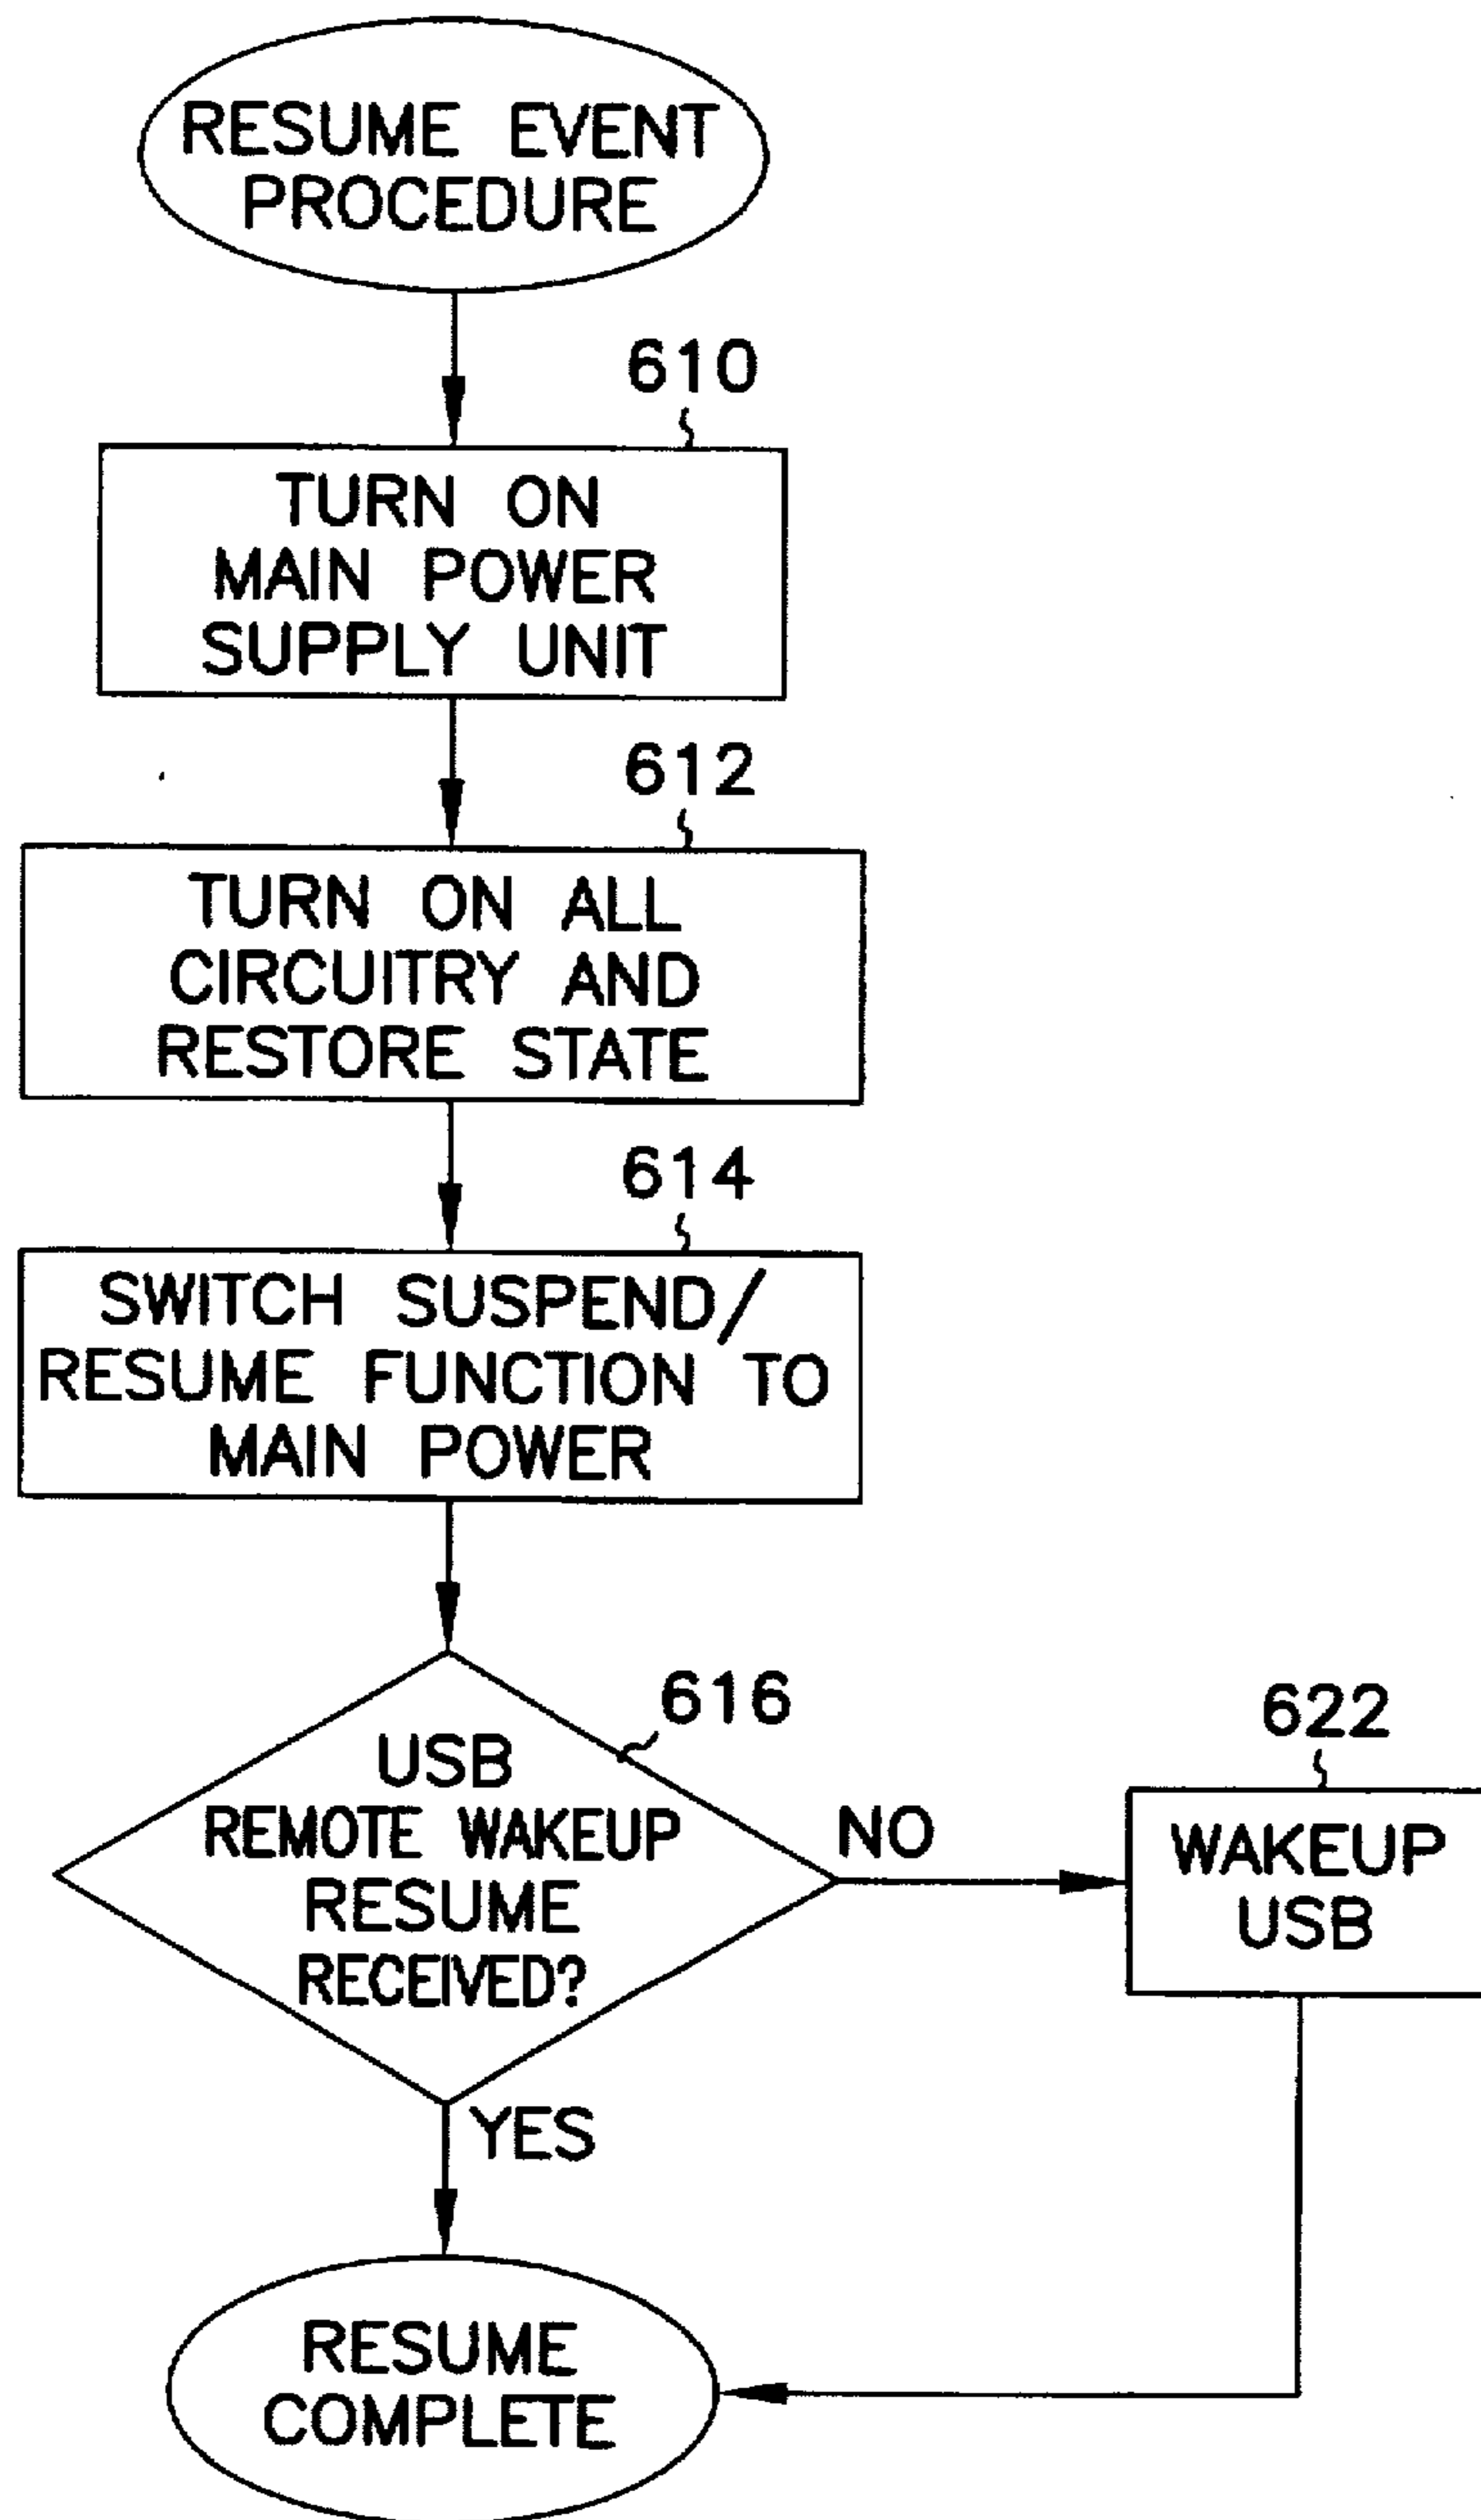 RESUME EVENT
PROCEDURE
610
TURN ON
MAIN POWER
SUPPLY UNIT
612
TURN ON ALL
CIRCUITRY AND
RESTORE STATE
614
SWITCH SUSPEND/
RESUME FUNCTION TO
MAIN POWER
616
USB
REMOTE WAKEUP
RESUME
RECEIVED?
NO
622
WAKEUP
USB
YES
RESUME
COMPLETE